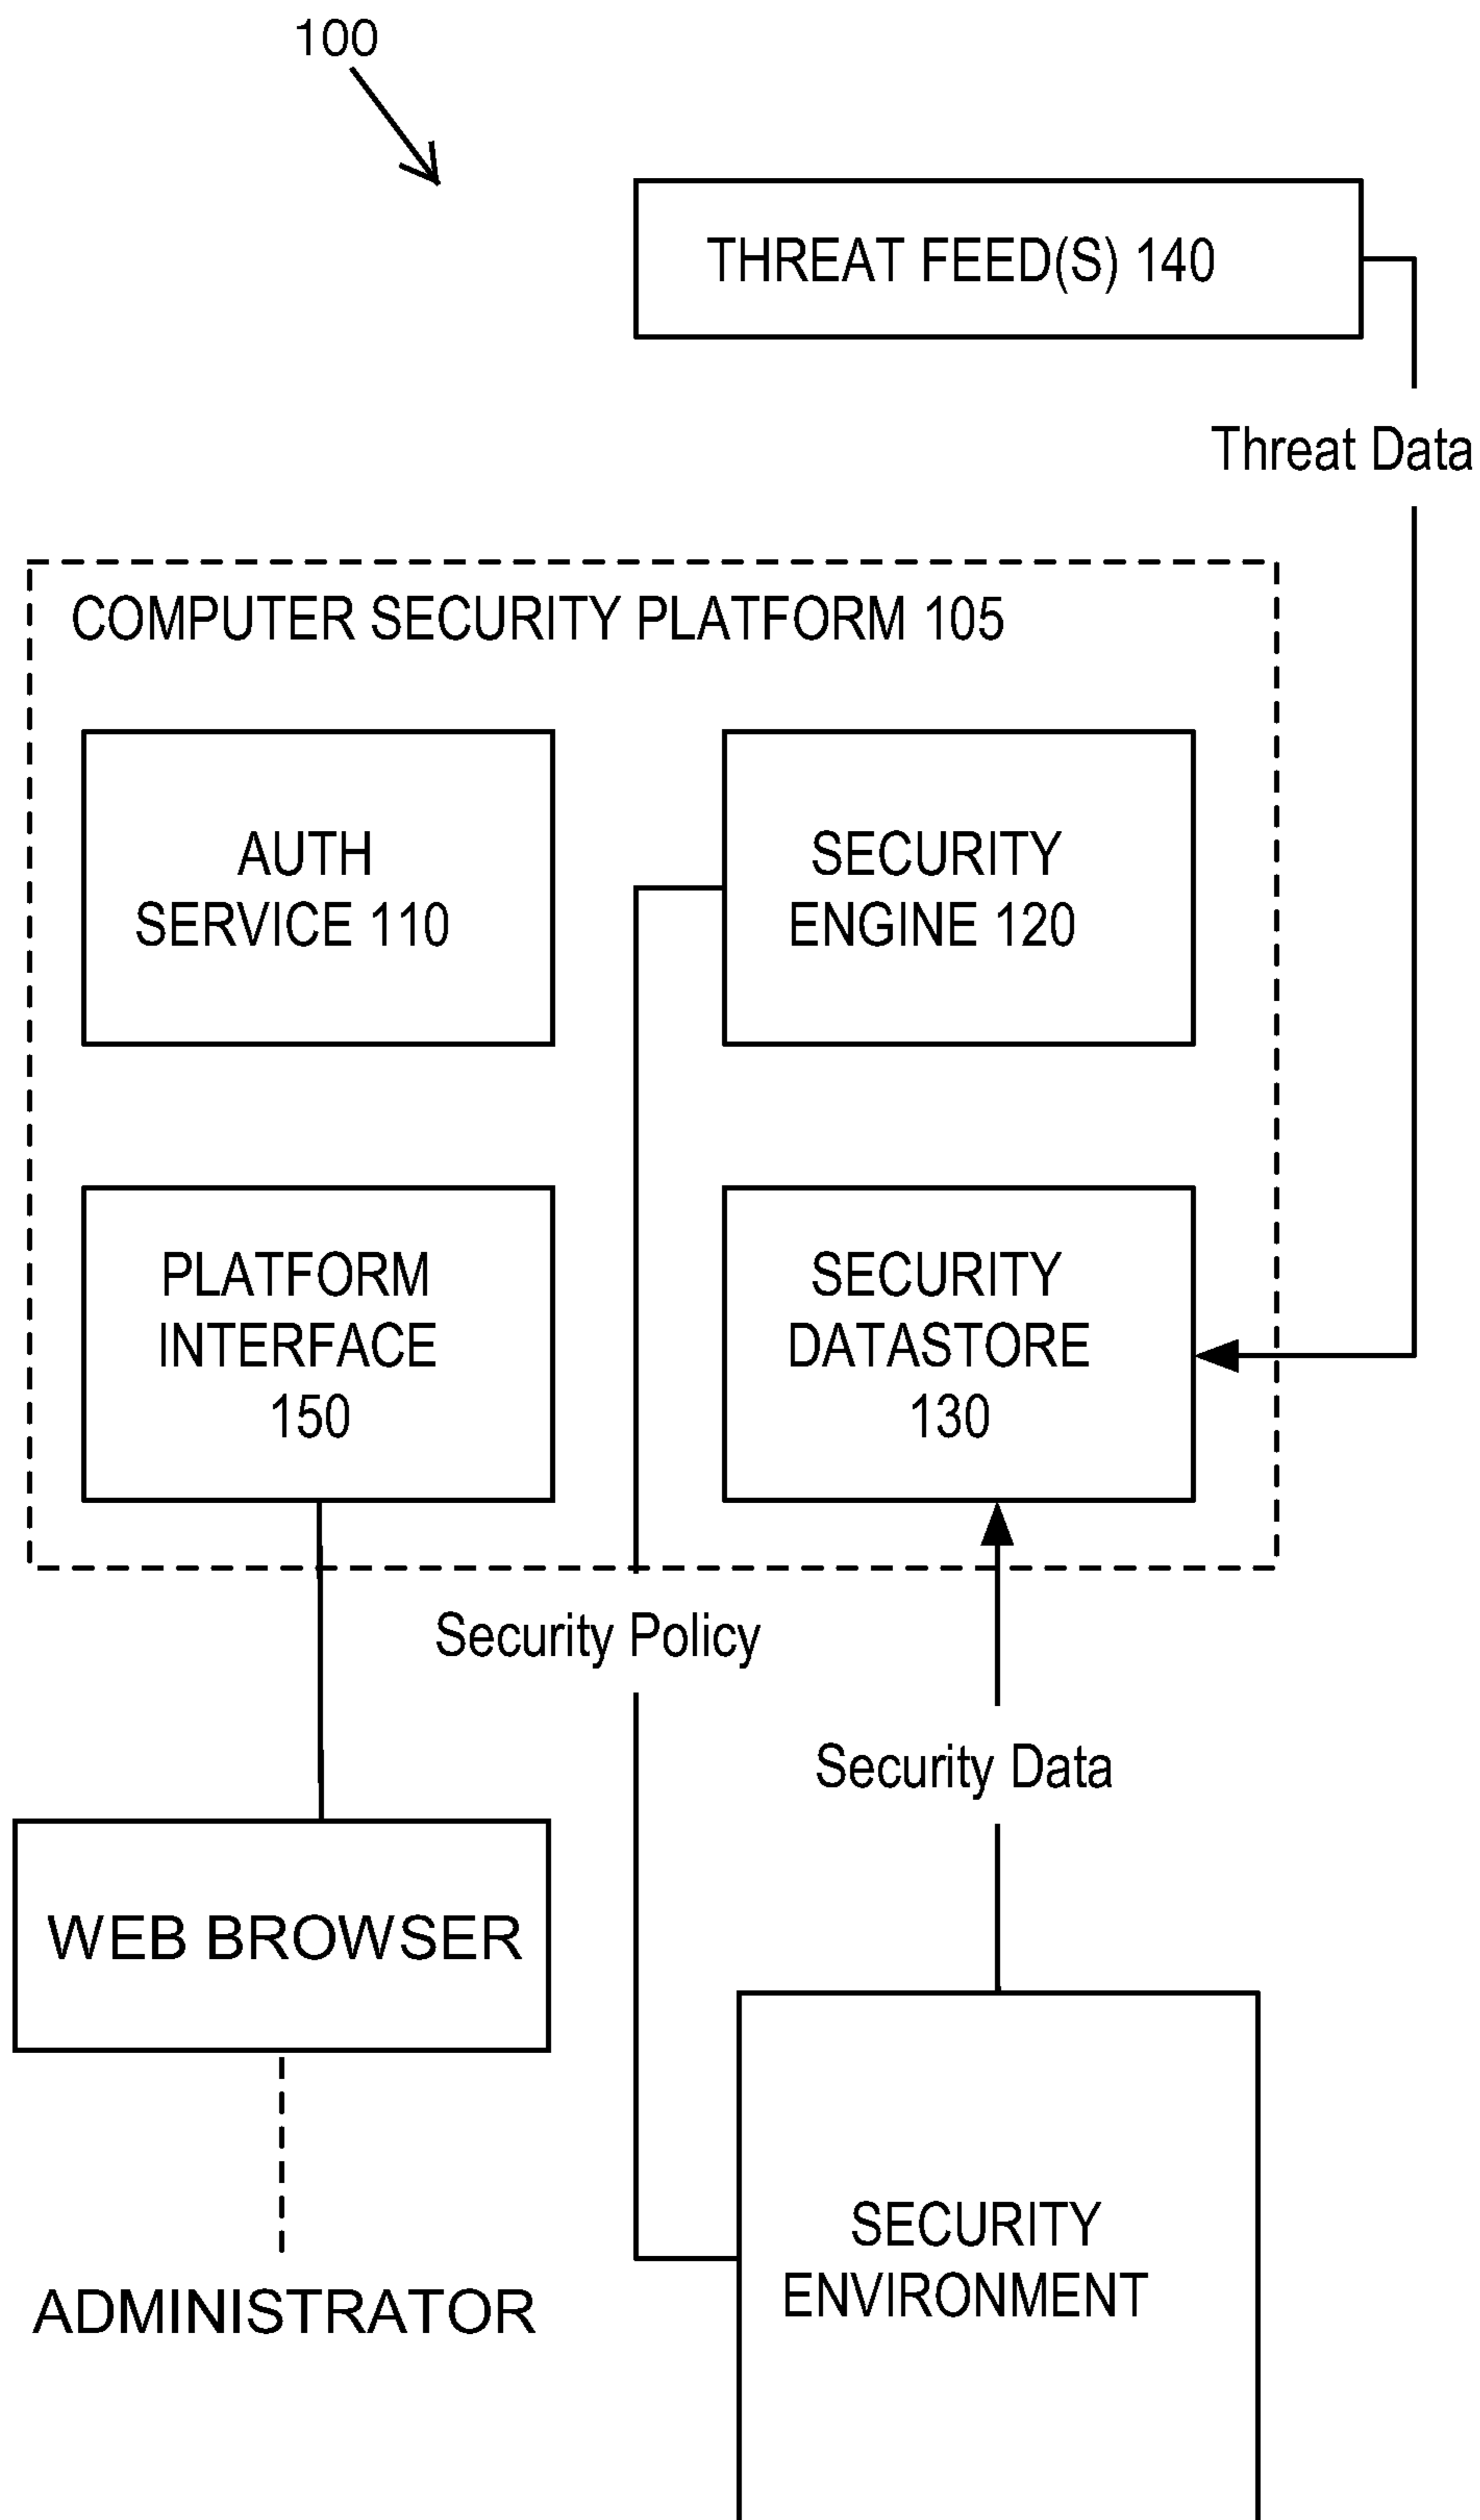 100
THREAT FEED(S) 140
Threat Data
COMPUTER SECURITY PLATFORM 105
AUTH
SERVICE 110
SECURITY
ENGINE 120
PLATFORM
INTERFACE
150
SECURITY
DATASTORE
130
Security Policy
Security Data
WEB BROWSER
ADMINISTRATOR
SECURITY
ENVIRONMENT